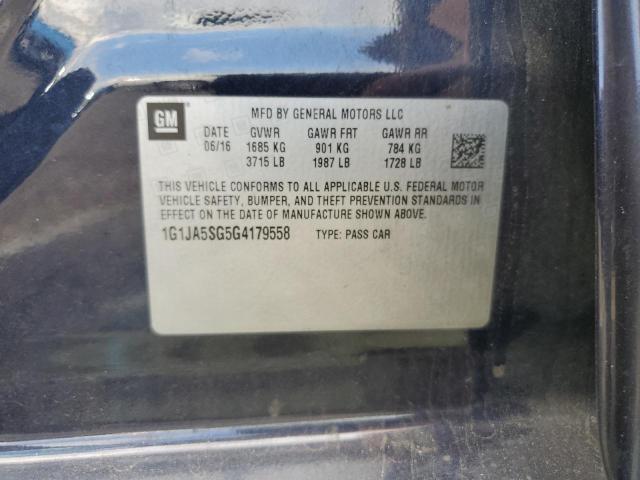 GM
MFD BY GENERAL MOTORS LLC
DATE GVWR GAWR FRT GAWR RR
06/16 1685 KG 901 KG 784 KG
3715 LB 1987 LB 1728 LB
THIS VEHICLE CONFORMS TO ALL APPLICABLE U.S. FEDERAL MOTOR
VEHICLE SAFETY, BUMPER, AND THEFT PREVENTION STANDARDS IN
EFFECT ON THE DATE OF MANUFACTURE SHOWN ABOVE.
1G1JA5SG5G4179558 TYPE: PASS CAR